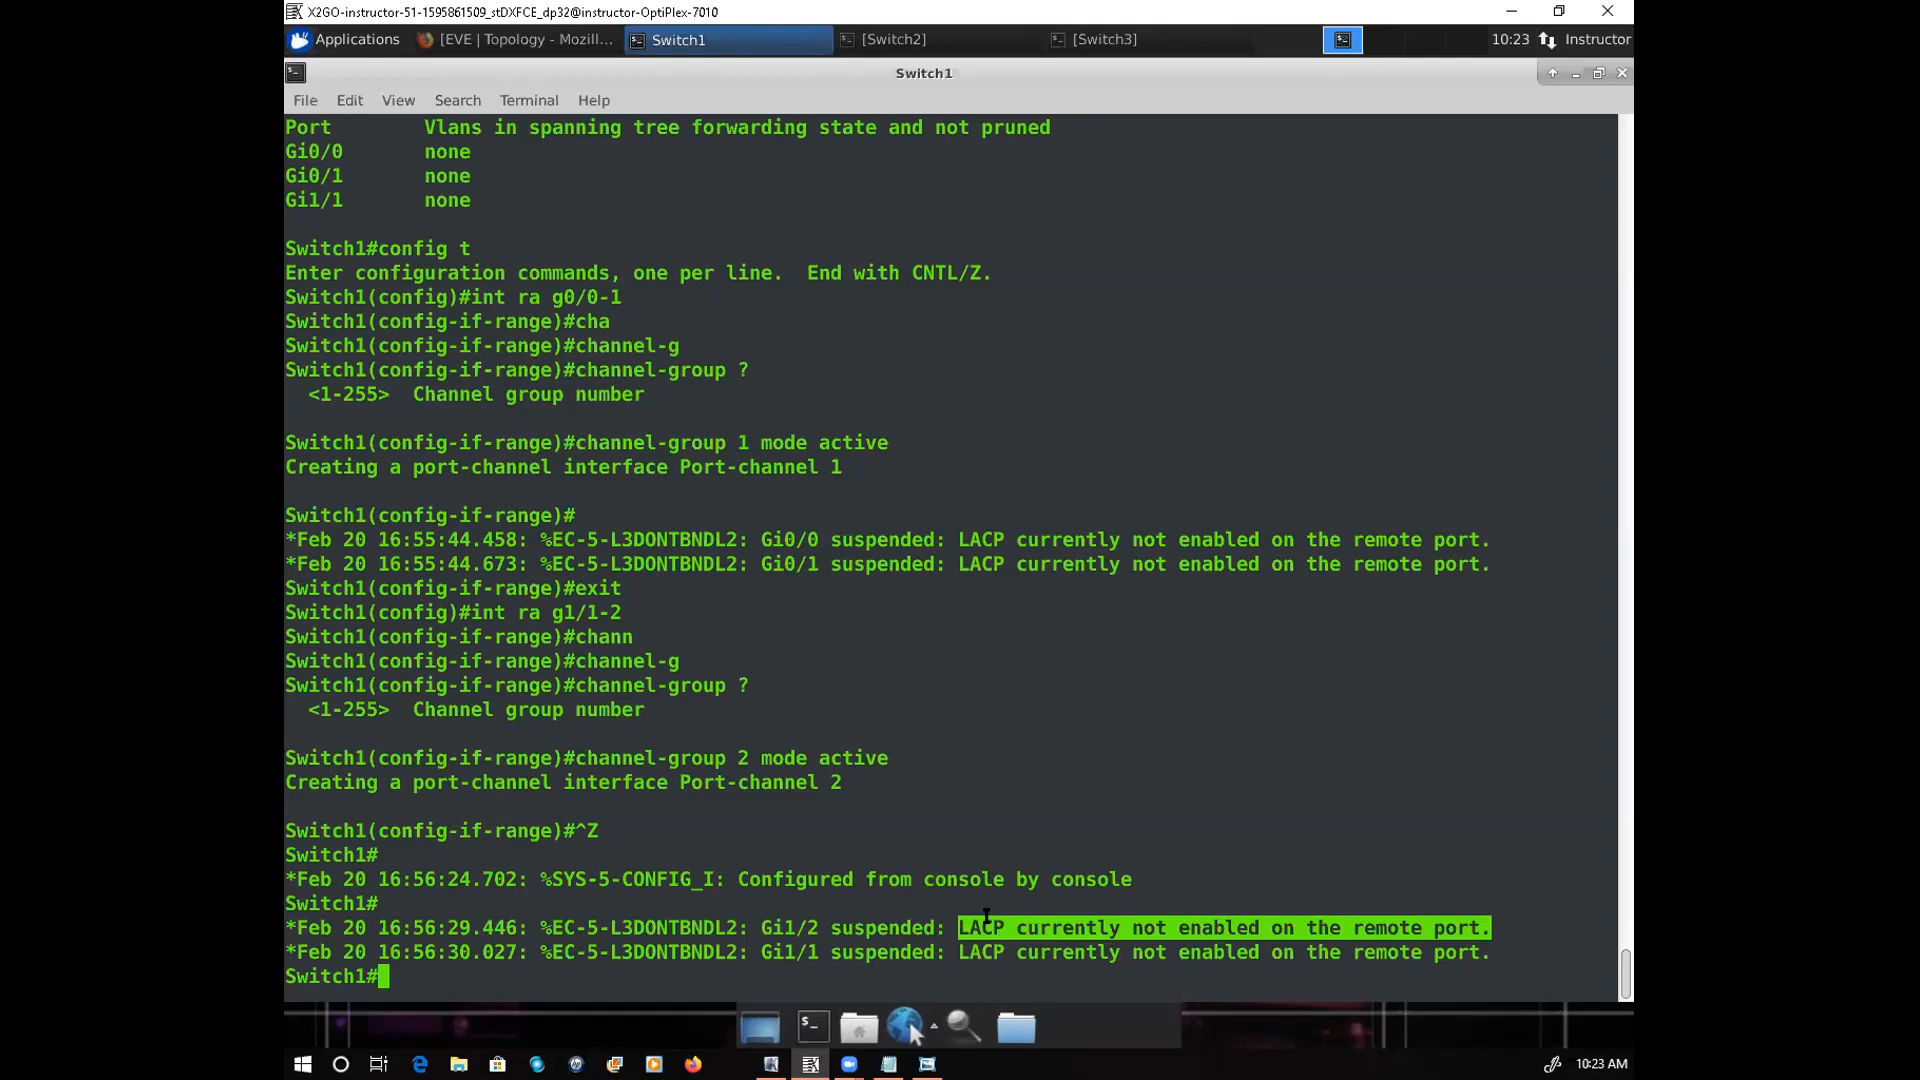 X2GO-instructor-51-1595861509_stDXFCE_dp32@instructor-OptiPlex-7010
Applications
[EVE | Topology - Mozill...
Switch1
[Switch2]
[Switch3]
10:23
Instructor
Switch1
File Edit View Search Terminal Help
Port Vlans in spanning tree forwarding state and not pruned
Gi0/0 none
Gi0/1 none
Gi1/1 none
Switch1#config t
Enter configuration commands, one per line. End with CNTL/Z.
Switch1(config)#int ra g0/0-1
Switch1(config-if-range)#cha
Switch1(config-if-range)#channel-g
Switch1(config-if-range)#channel-group ?
<1-255> Channel group number
Switch1(config-if-range)#channel-group 1 mode active
Creating a port-channel interface Port-channel 1
Switch1(config-if-range)#
*Feb 20 16:55:44.458: %EC-5-L3DONTBNDL2: Gi0/0 suspended: LACP currently not enabled on the remote port.
*Feb 20 16:55:44.673: %EC-5-L3DONTBNDL2: Gi0/1 suspended: LACP currently not enabled on the remote port.
Switch1(config-if-range)#exit
Switch1(config)#int ra g1/1-2
Switch1(config-if-range)#chann
Switch1(config-if-range)#channel-g
Switch1(config-if-range)#channel-group ?
<1-255> Channel group number
Switch1(config-if-range)#channel-group 2 mode active
Creating a port-channel interface Port-channel 2
Switch1(config-if-range)#^Z
Switch1#
*Feb 20 16:56:24.702: %SYS-5-CONFIG_I: Configured from console by console
Switch1#
*Feb 20 16:56:29.446: %EC-5-L3DONTBNDL2: Gi1/2 suspended: LACP currently not enabled on the remote port.
*Feb 20 16:56:30.027: %EC-5-L3DONTBNDL2: Gi1/1 suspended: LACP currently not enabled on the remote port.
Switch1#
10:23 AM